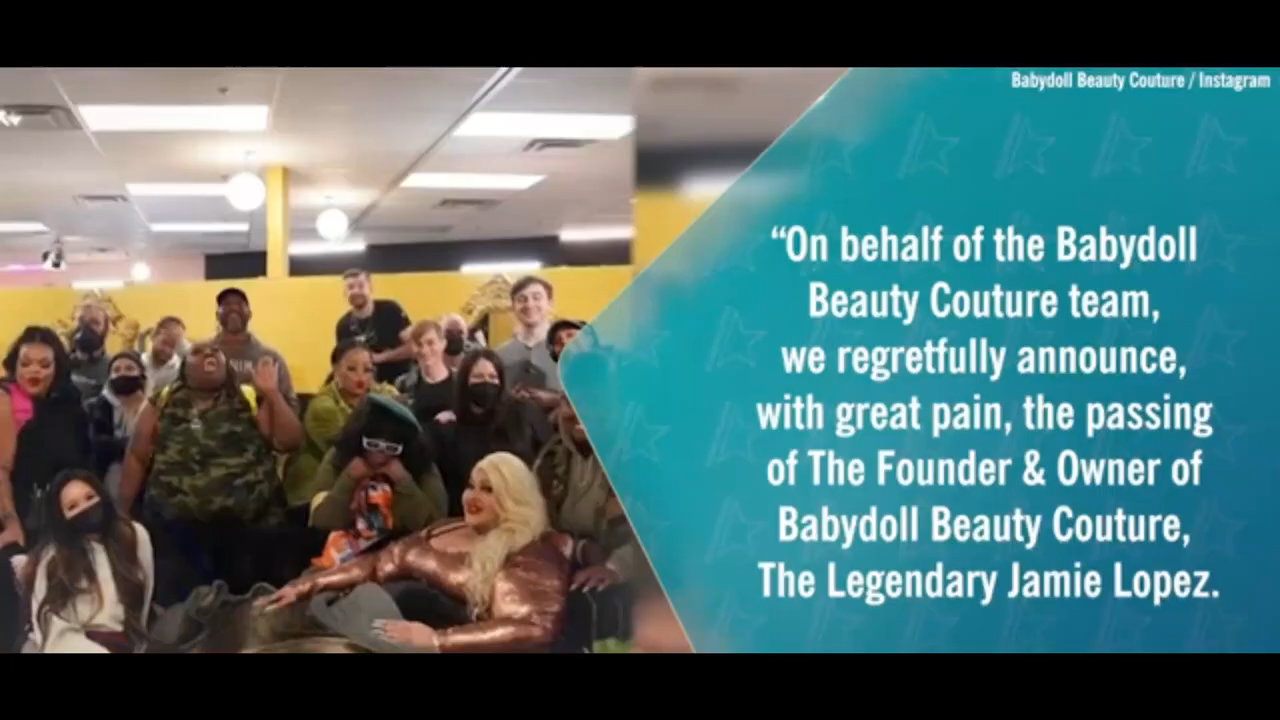 Babydoll Beauty Couture / Instagram
“On behalf of the Babydoll
Beauty Couture team,
we regretfully announce,
with great pain, the passing
of The Founder & Owner of
Babydoll Beauty Couture,
The Legendary Jamie Lopez.